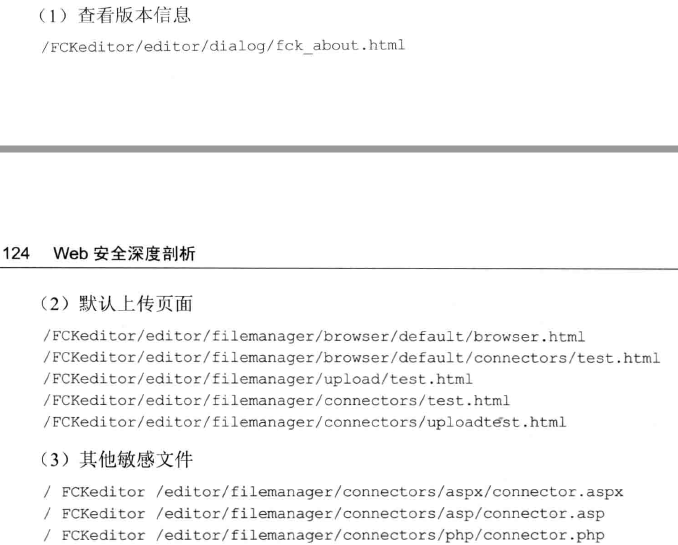 （1）查看版本信息
/FCKeditor/editor/dialog/fck_about.html
124 Web 安全深度剖析
（2）默认上传页面
/FCKeditor/editor/filemanager/browser/default/browser.html
/FCKeditor/editor/filemanager/browser/default/connectors/test.html
/FCKeditor/editor/filemanager/upload/test.html
/FCKeditor/editor/filemanager/connectors/test.html
/FCKeditor/editor/filemanager/connectors/uploadtest.html
（3）其他敏感文件
/ FCKeditor /editor/filemanager/connectors/aspx/connector.aspx
/ FCKeditor /editor/filemanager/connectors/asp/connector.asp
/ FCKeditor /editor/filemanager/connectors/php/connector.php